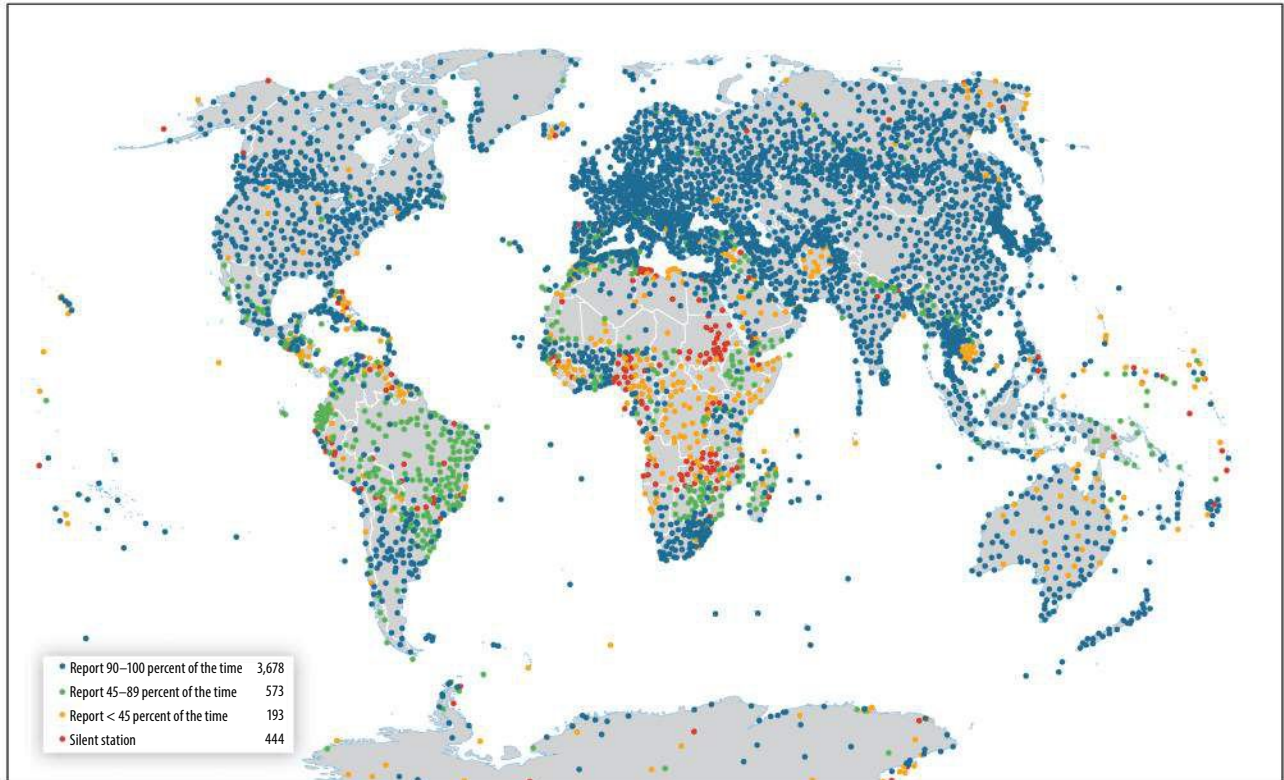 Report 90–100 percent of the time 3,678
Report 45–89 percent of the time 573
Report < 45 percent of the time 193
Silent station 444